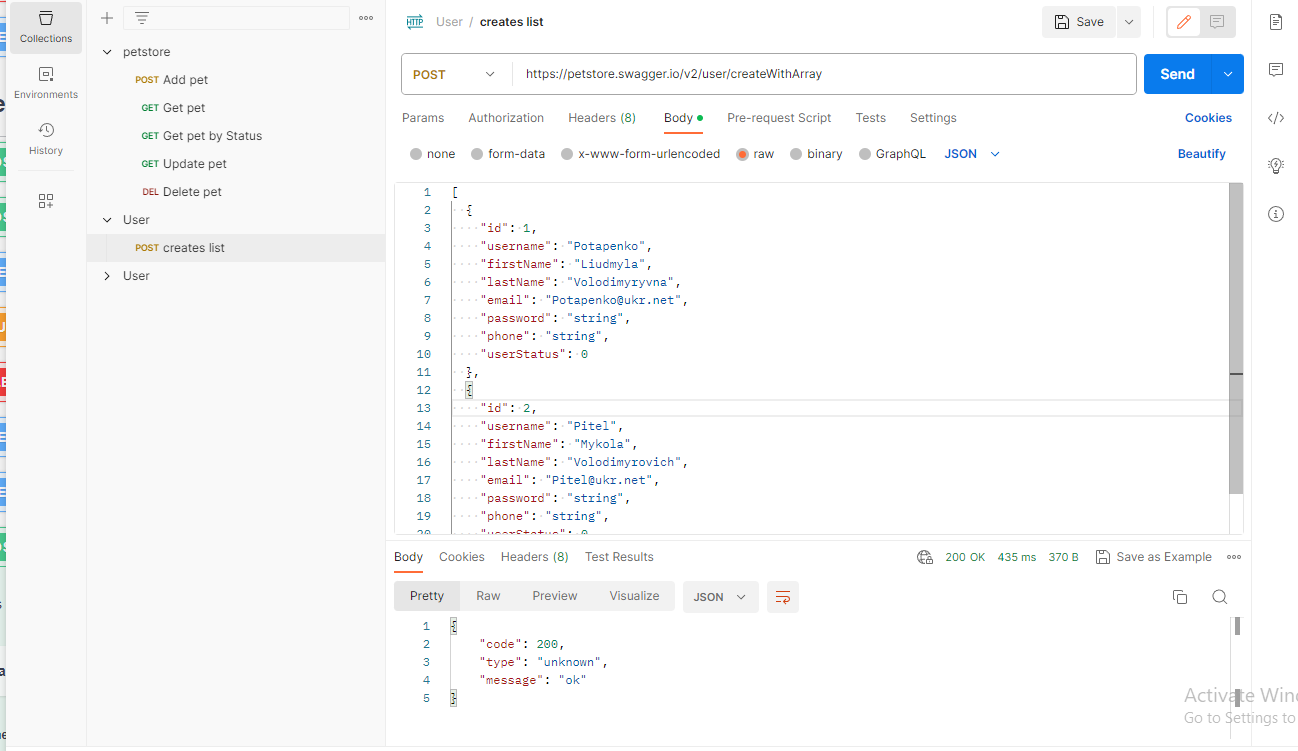 Collections
Environments
History
petstore
POST Add pet
GET Get pet
GET Get pet by Status
GET Update pet
DEL Delete pet
User
POST creates list
User
HTTP User / creates list
Save
POST https://petstore.swagger.io/v2/user/createWithArray Send
Params Authorization Headers (8) Body Pre-request Script Tests Settings Cookies
none form-data x-www-form-urlencoded raw binary GraphQL JSON Beautify
1 [
2 {
3 "id": 1,
4 "username": "Potapenko",
5 "firstName": "Liudmyla",
6 "lastName": "Volodimyryvna",
7 "email": "Potapenko@ukr.net",
8 "password": "string",
9 "phone": "string",
10 "userStatus": 0
11 },
12 {
13 "id": 2,
14 "username": "Pitel",
15 "firstName": "Mykola",
16 "lastName": "Volodimyrovich",
17 "email": "Pitel@ukr.net",
18 "password": "string",
19 "phone": "string",
20 "userStatus": 0
Body Cookies Headers (8) Test Results 200 OK 435 ms 370 B Save as Example
Pretty Raw Preview Visualize JSON
1 {
2 "code": 200,
3 "type": "unknown",
4 "message": "ok"
5 }
Activate Win
Go to Settings to